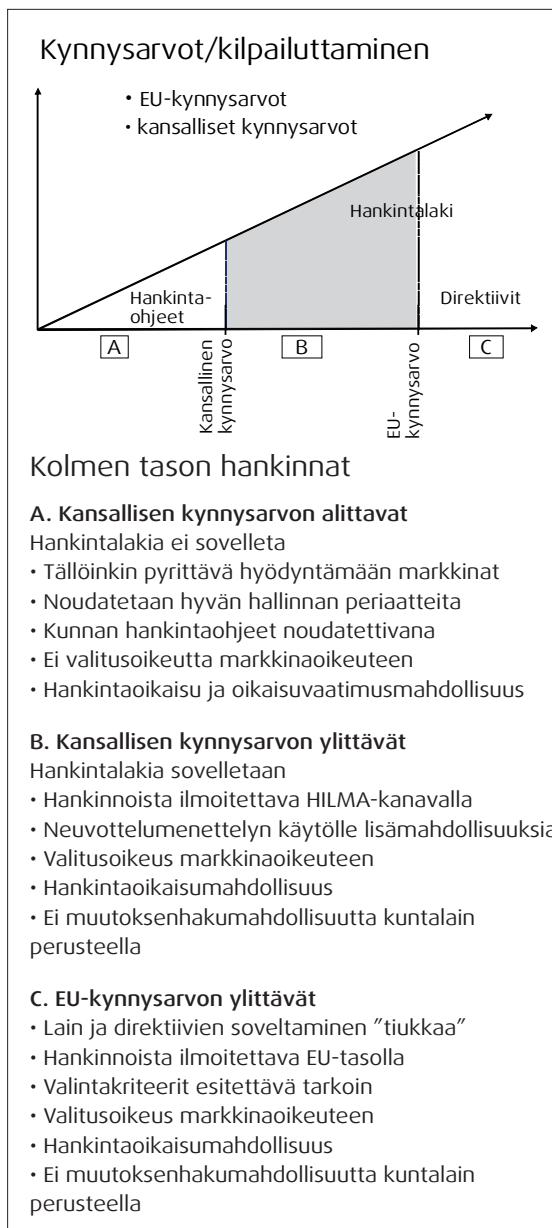 Kynnysarvot/kilpailuttaminen
• EU-kynnysarvot
• kansalliset kynnysarvot
Hankintalaki
Hankinta-
ohjeet
Direktiivit
A
B
C
Kansallinen
kynnysarvo
EU-
kynnysarvo
Kolmen tason hankinnat
A. Kansallisen kynnysarvon alittavat
Hankintalakia ei sovelleta
• Tällöinkin pyrittävä hyödyntämään markkinat
• Noudatetaan hyvän hallinnan periaatteita
• Kunnan hankintaohjeet noudatettivana
• Ei valitusoikeutta markkinaoikeuteen
• Hankintaoikaisu ja oikaisuvaatimusmahdollisuus
B. Kansallisen kynnysarvon ylittävät
Hankintalakia sovelletaan
• Hankinnoista ilmoitettava HILMA-kanavalla
• Neuvottelumenettelyn käytölle lisämahdollisuuksia
• Valitusoikeus markkinaoikeuteen
• Hankintaoikaisumahdollisuus
• Ei muutoksenhakumahdollisuutta kuntalain
perusteella
C. EU-kynnysarvon ylittävät
• Lain ja direktiivien soveltaminen ”tiukkaa”
• Hankinnoista ilmoitettava EU-tasolla
• Valintakriteerit esitettävä tarkoin
• Valitusoikeus markkinaoikeuteen
• Hankintaoikaisumahdollisuus
• Ei muutoksenhakumahdollisuutta kuntalain
perusteella